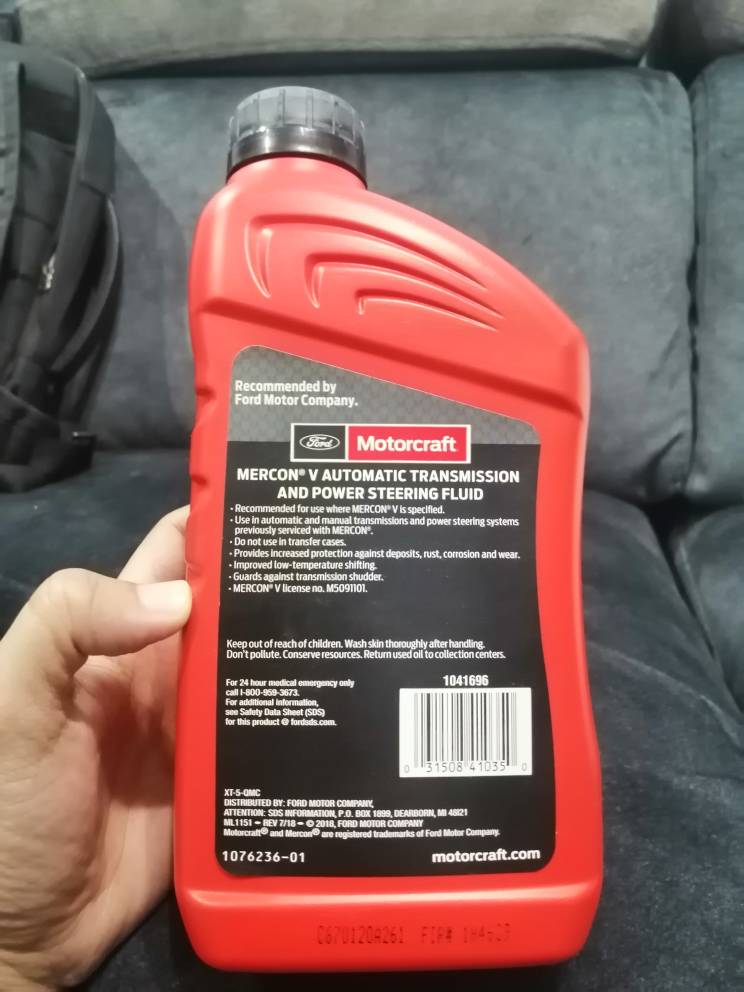 Recommended by
Ford Motor Company.
Ford Motorcraft
MERCON® V AUTOMATIC TRANSMISSION
AND POWER STEERING FLUID
• Recommended for use where MERCON® V is specified.
• Use in automatic and manual transmissions and power steering systems
previously serviced with MERCON®.
• Do not use in transfer cases.
• Provides increased protection against deposits, rust, corrosion and wear.
• Improved low-temperature shifting.
• Guards against transmission shudder.
• MERCON® V license no. M5091101.
Keep out of reach of children. Wash skin thoroughly after handling.
Don't pollute. Conserve resources. Return used oil to collection centers.
For 24 hour medical emergency only
call 1-800-959-3673.
For additional information,
see Safety Data Sheet (SDS)
for this product @ fordsds.com.
1041696
0 31508 41035 0
XT-5-QMC
DISTRIBUTED BY: FORD MOTOR COMPANY,
ATTENTION: SDS INFORMATION, P.O. BOX 1899, DEARBORN, MI 48121
ML1151 – REV 7/18 – © 2018, FORD MOTOR COMPANY
Motorcraft® and Mercon® are registered trademarks of Ford Motor Company.
1076236-01
motorcraft.com